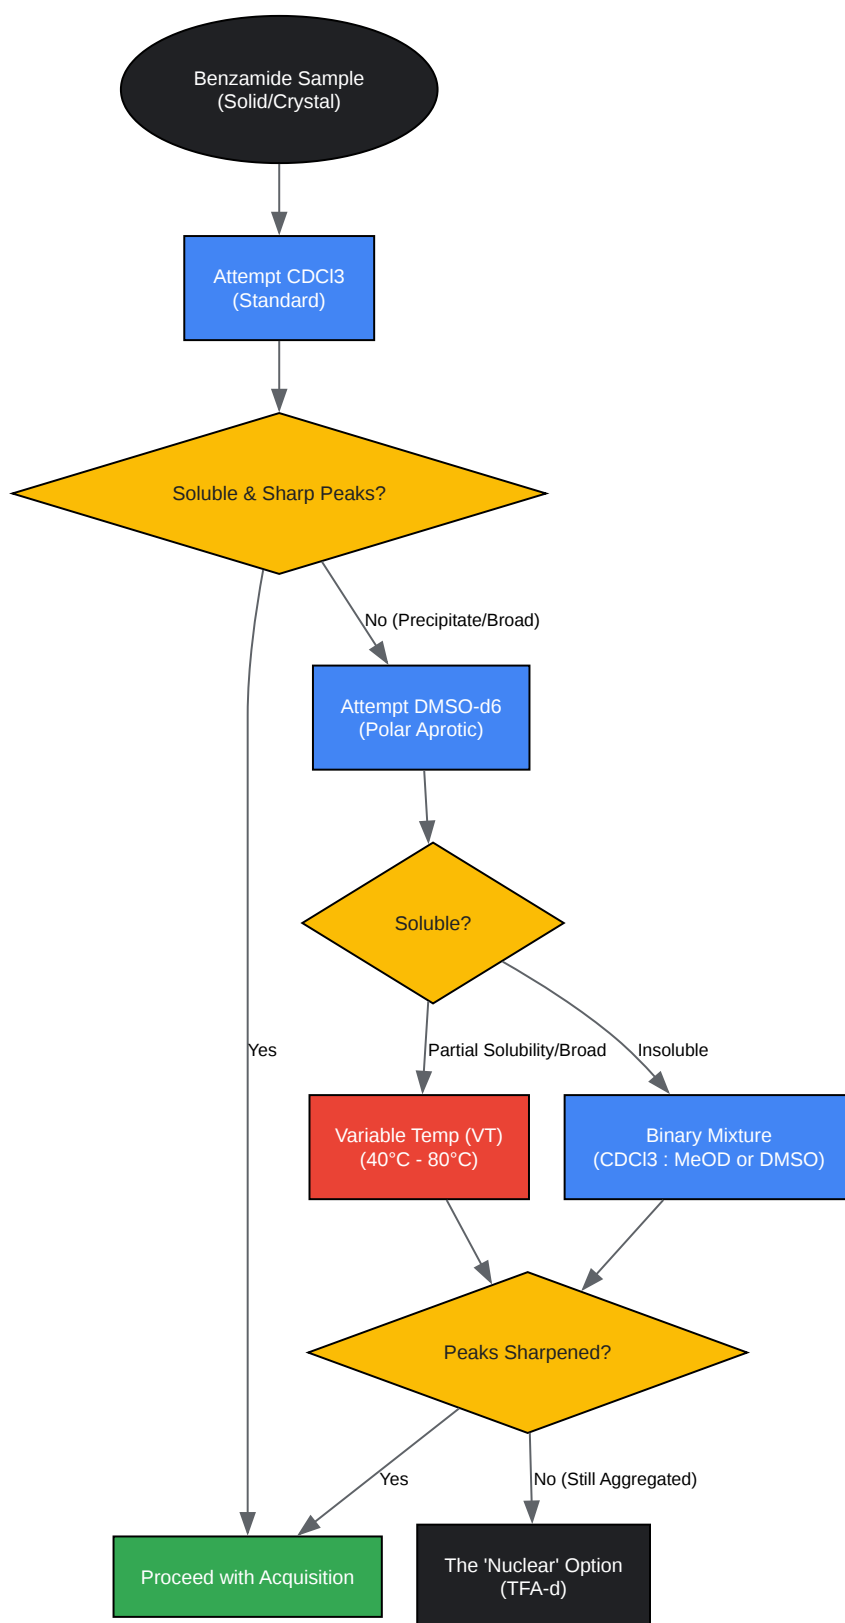 Benzamide Sample
(Solid/Crystal)
Attempt CDCl3
(Standard)
Soluble & Sharp Peaks?
No (Precipitate/Broad)
Attempt DMSO-d6
(Polar Aprotic)
Soluble?
Yes
Partial Solubility/Broad
Insoluble
Variable Temp (VT)
(40°C - 80°C)
Binary Mixture
(CDCl3 : MeOD or DMSO)
Peaks Sharpened?
Yes
No (Still Aggregated)
Proceed with Acquisition
The 'Nuclear' Option
(TFA-d)